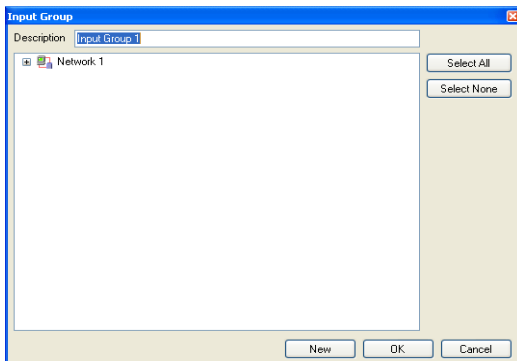 Input Group
Description Input Group 1
Network 1
Select All
Select None
New OK Cancel